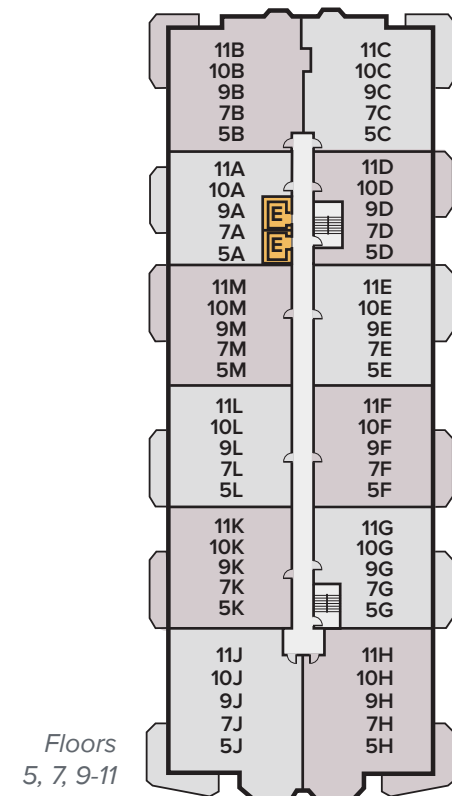 11B
10B
9B
7B
5B
11C
10C
9C
7C
5C
11A
10A
9A
7A
5A
E
E
11D
10D
9D
7D
5D
11M
10M
9M
7M
5M
11E
10E
9E
7E
5E
11L
10L
9L
7L
5L
11F
10F
9F
7F
5F
11K
10K
9K
7K
5K
11G
10G
9G
7G
5G
11J
10J
9J
7J
5J
11H
10H
9H
7H
5H
Floors
5, 7, 9-11